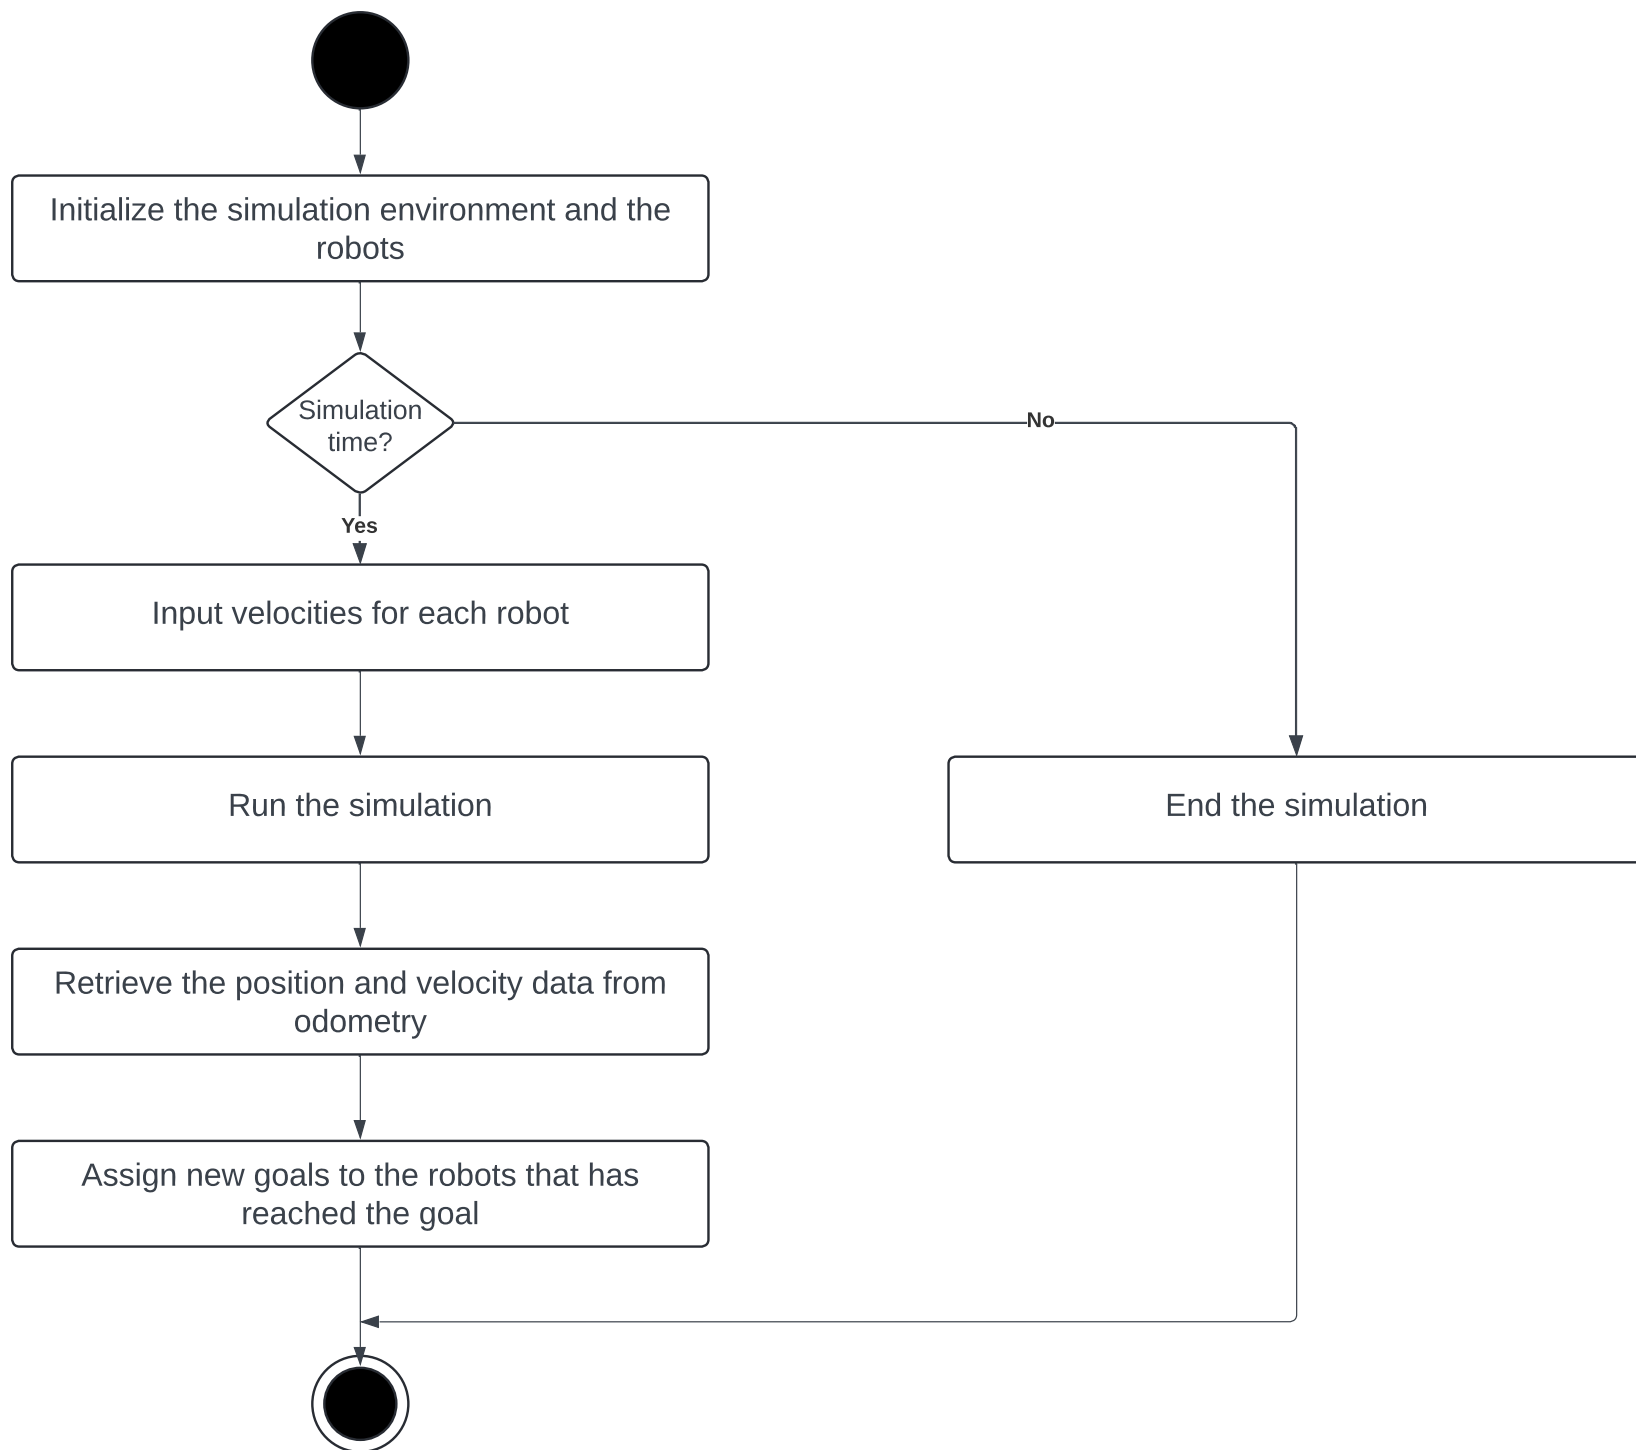 Initialize the simulation environment and the
robots
Simulation
time?
No
Yes
Input velocities for each robot
Run the simulation
End the simulation
Retrieve the position and velocity data from
odometry
Assign new goals to the robots that has
reached the goal